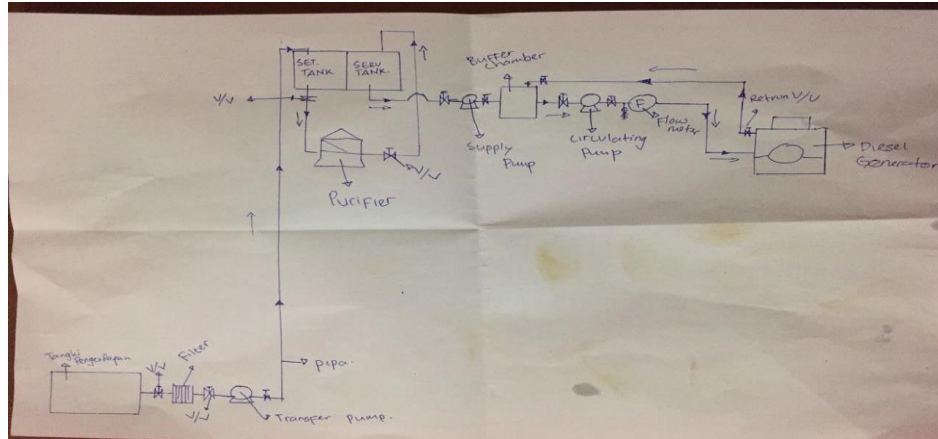 SET.
TANK
SERV
TANK.
Buffer
chamber
V/V
Purifier
V/V
Supply
Pump
Circulating
Pump
F
Flow
meter
Retrun V/V
Diesel
Generator
Tangki
V/V
Filter
V/V
Transfer pump.
pipa.